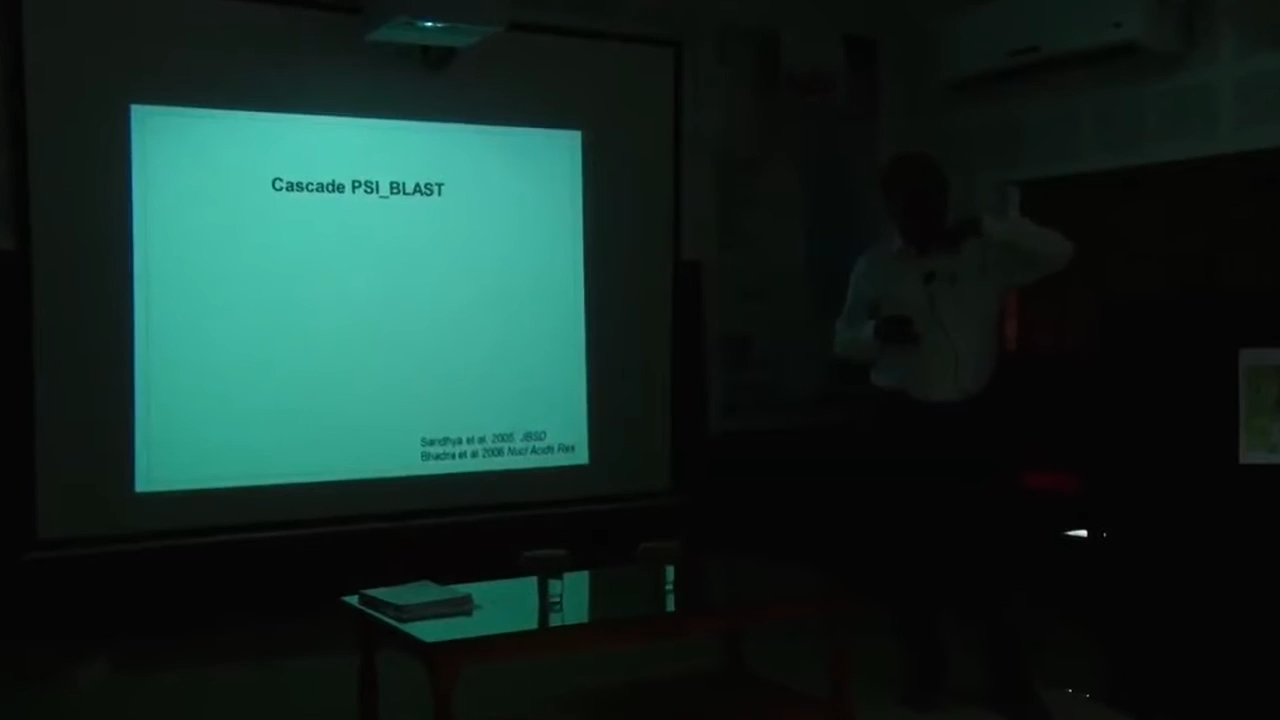 Cascade PSI_BLAST
Sandhya et al. 2005, JBSD
Bhadra et al 2006 Nucl Acids Res